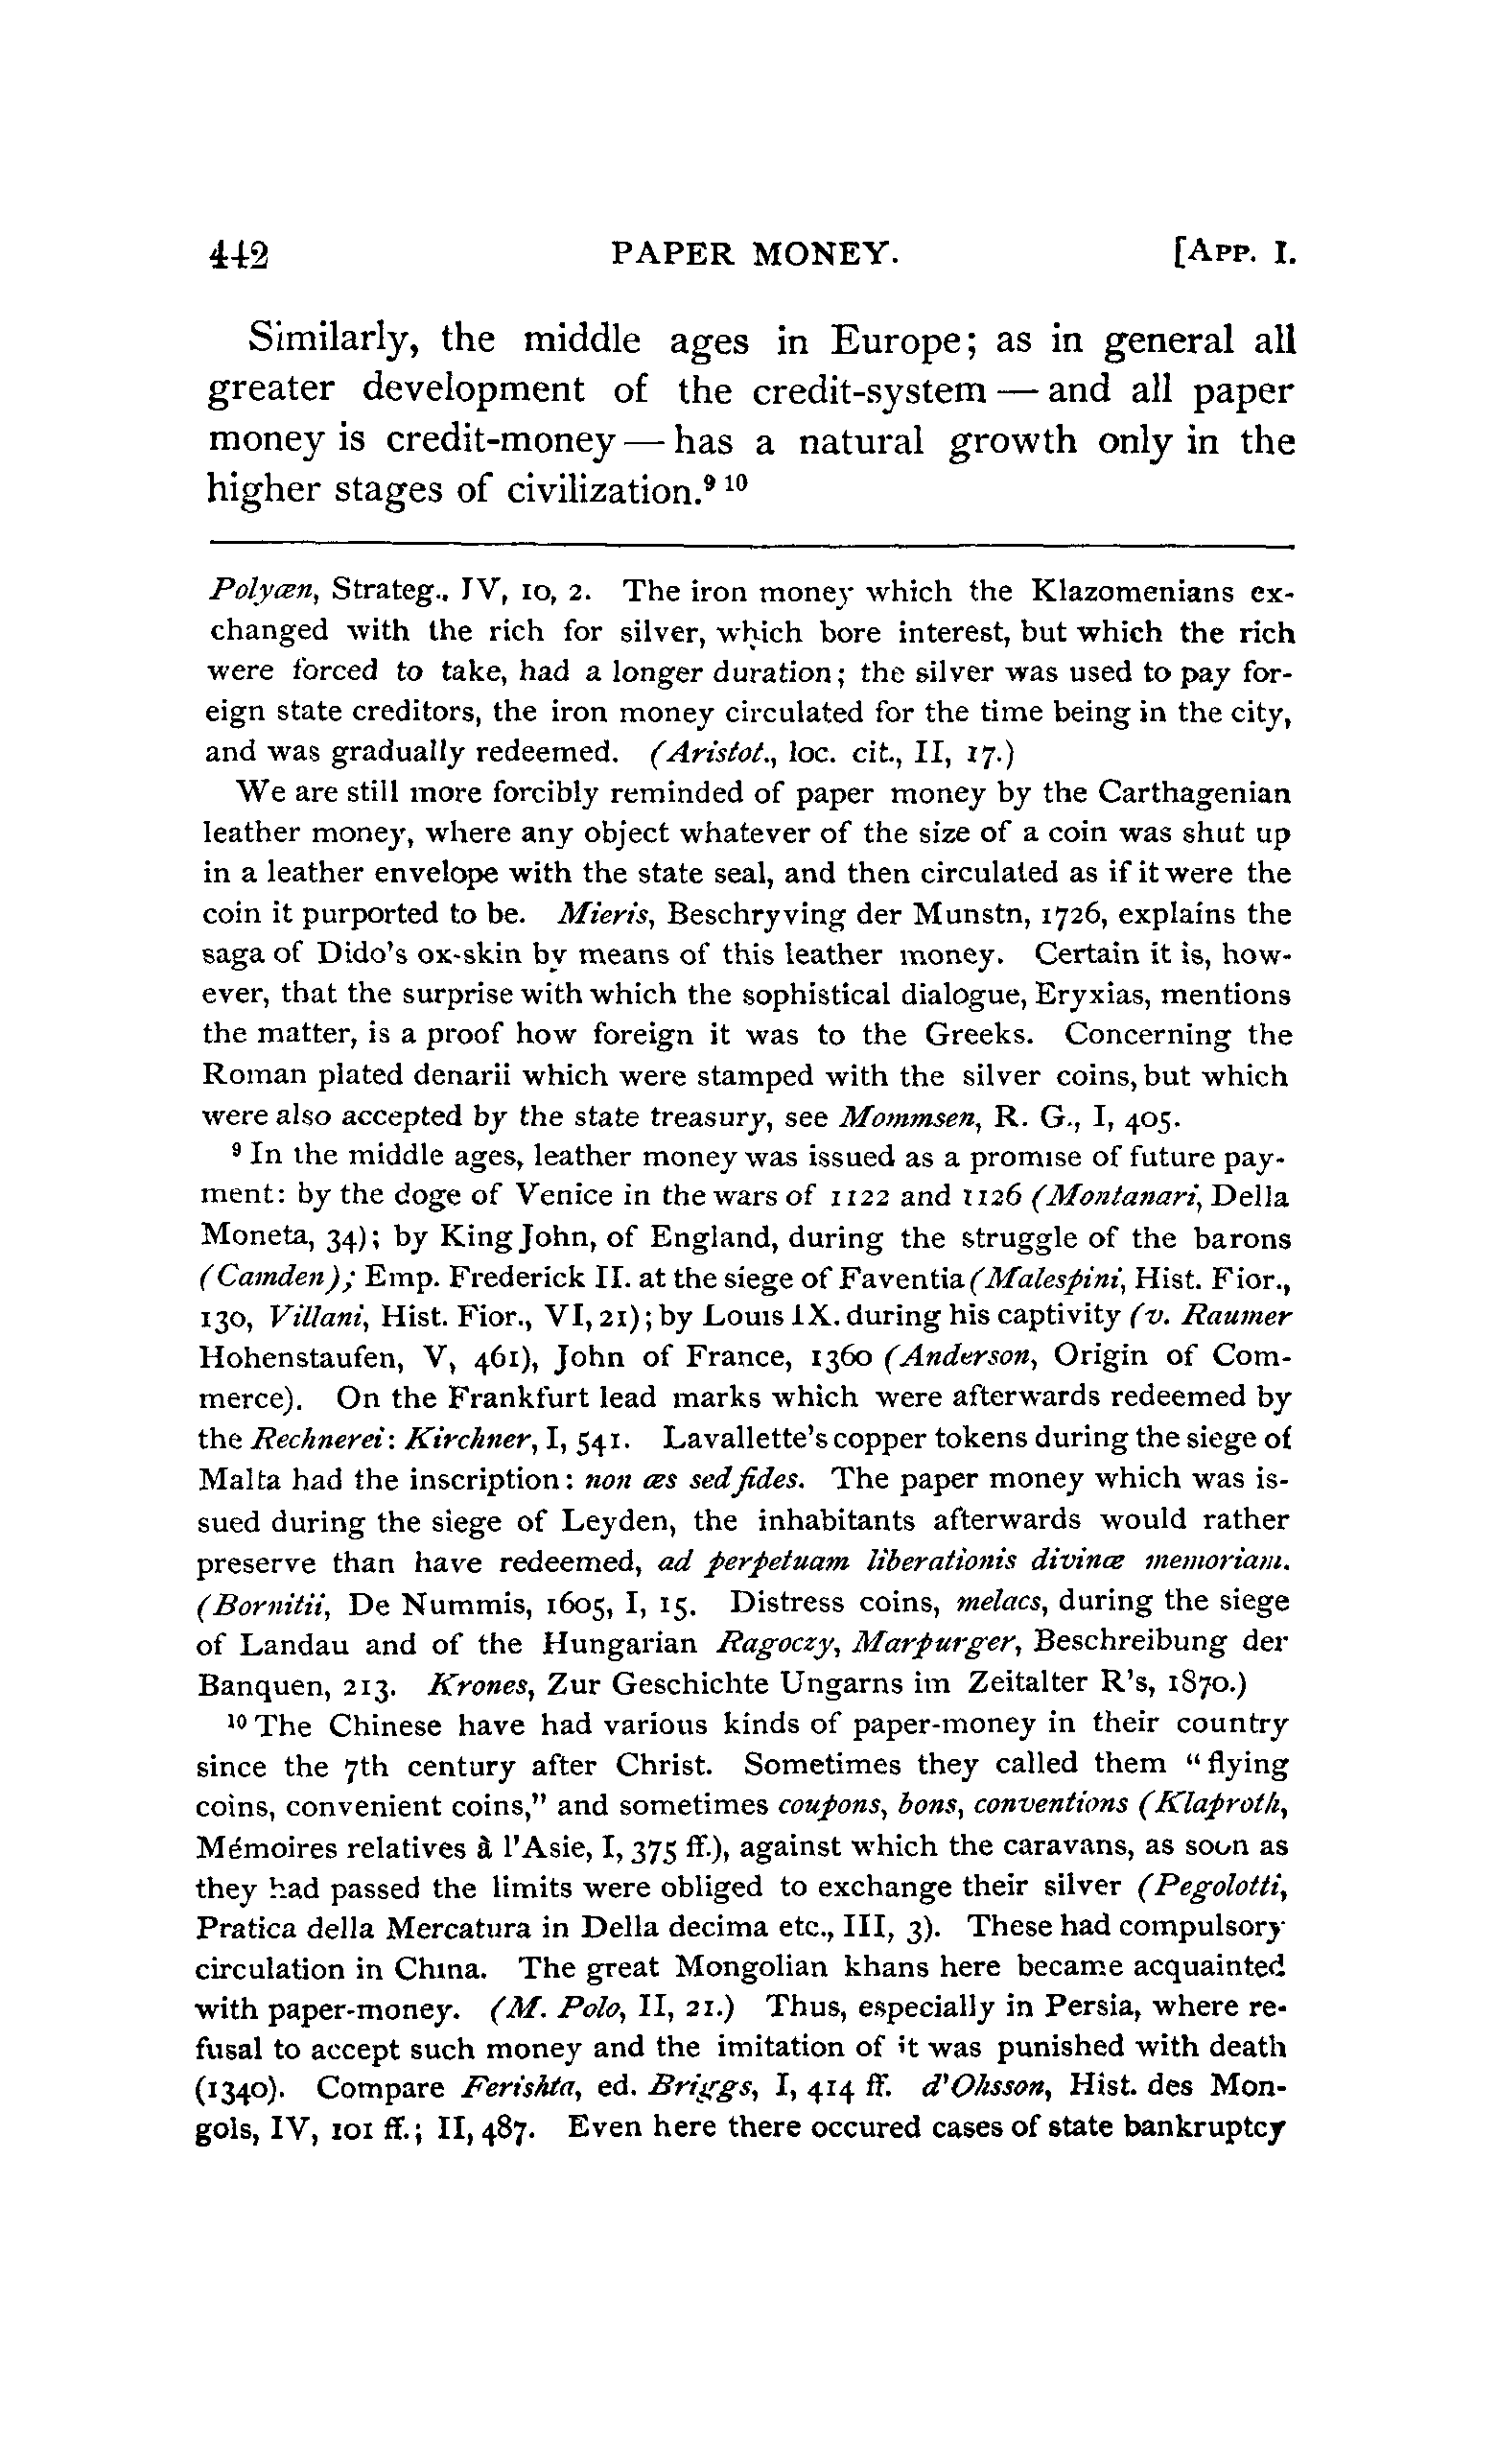 442 PAPER MONEY. [App. I.
Similarly, the middle ages in Europe; as in general all
greater development of the credit-system — and all paper
money is credit-money — has a natural growth only in the
higher stages of civilization.⁹ ¹⁰
Polycæn, Strateg., IV, 10, 2. The iron money which the Klazomenians ex-
changed with the rich for silver, which bore interest, but which the rich
were forced to take, had a longer duration; the silver was used to pay for-
eign state creditors, the iron money circulated for the time being in the city,
and was gradually redeemed. (Aristot., loc. cit., II, 17.)
We are still more forcibly reminded of paper money by the Carthagenian
leather money, where any object whatever of the size of a coin was shut up
in a leather envelope with the state seal, and then circulated as if it were the
coin it purported to be. Mieris, Beschryving der Munstn, 1726, explains the
saga of Dido's ox-skin by means of this leather money. Certain it is, how-
ever, that the surprise with which the sophistical dialogue, Eryxias, mentions
the matter, is a proof how foreign it was to the Greeks. Concerning the
Roman plated denarii which were stamped with the silver coins, but which
were also accepted by the state treasury, see Mommsen, R. G., I, 405.
⁹ In the middle ages, leather money was issued as a promise of future pay-
ment: by the doge of Venice in the wars of 1122 and 1126 (Montanari, Della
Moneta, 34); by King John, of England, during the struggle of the barons
(Camden); Emp. Frederick II. at the siege of Faventia (Malespini, Hist. Fior.,
130, Villani, Hist. Fior., VI, 21); by Louis IX. during his captivity (v. Raumer
Hohenstaufen, V, 461), John of France, 1360 (Anderson, Origin of Com-
merce). On the Frankfurt lead marks which were afterwards redeemed by
the Rechnerei: Kirchner, I, 541. Lavallette's copper tokens during the siege of
Malta had the inscription: non æs sed fides. The paper money which was is-
sued during the siege of Leyden, the inhabitants afterwards would rather
preserve than have redeemed, ad perpetuam liberationis divinæ memoriam.
(Bornitii, De Nummis, 1605, I, 15. Distress coins, melacs, during the siege
of Landau and of the Hungarian Ragoczy, Marpurger, Beschreibung der
Banquen, 213. Krones, Zur Geschichte Ungarns im Zeitalter R's, 1870.)
¹⁰ The Chinese have had various kinds of paper-money in their country
since the 7th century after Christ. Sometimes they called them "flying
coins, convenient coins," and sometimes coupons, bons, conventions (Klaproth,
Mémoires relatives à l'Asie, I, 375 ff.), against which the caravans, as soon as
they had passed the limits were obliged to exchange their silver (Pegolotti,
Pratica della Mercatura in Della decima etc., III, 3). These had compulsory
circulation in China. The great Mongolian khans here became acquainted
with paper-money. (M. Polo, II, 21.) Thus, especially in Persia, where re-
fusal to accept such money and the imitation of it was punished with death
(1340). Compare Ferishta, ed. Briggs, I, 414 ff. d'Ohsson, Hist. des Mon-
gols, IV, 101 ff.; II, 487. Even here there occured cases of state bankruptcy